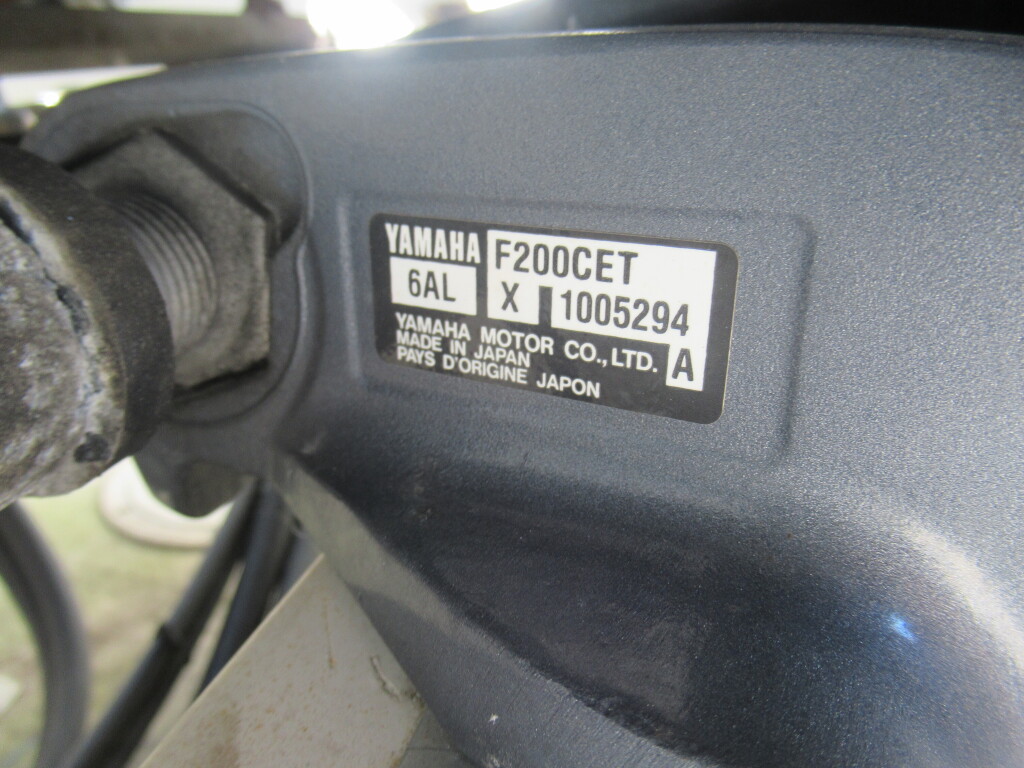 YAMAHA F200CET
6AL X 1005294
YAMAHA MOTOR CO., LTD. A
MADE IN JAPAN
PAYS D'ORIGINE JAPON